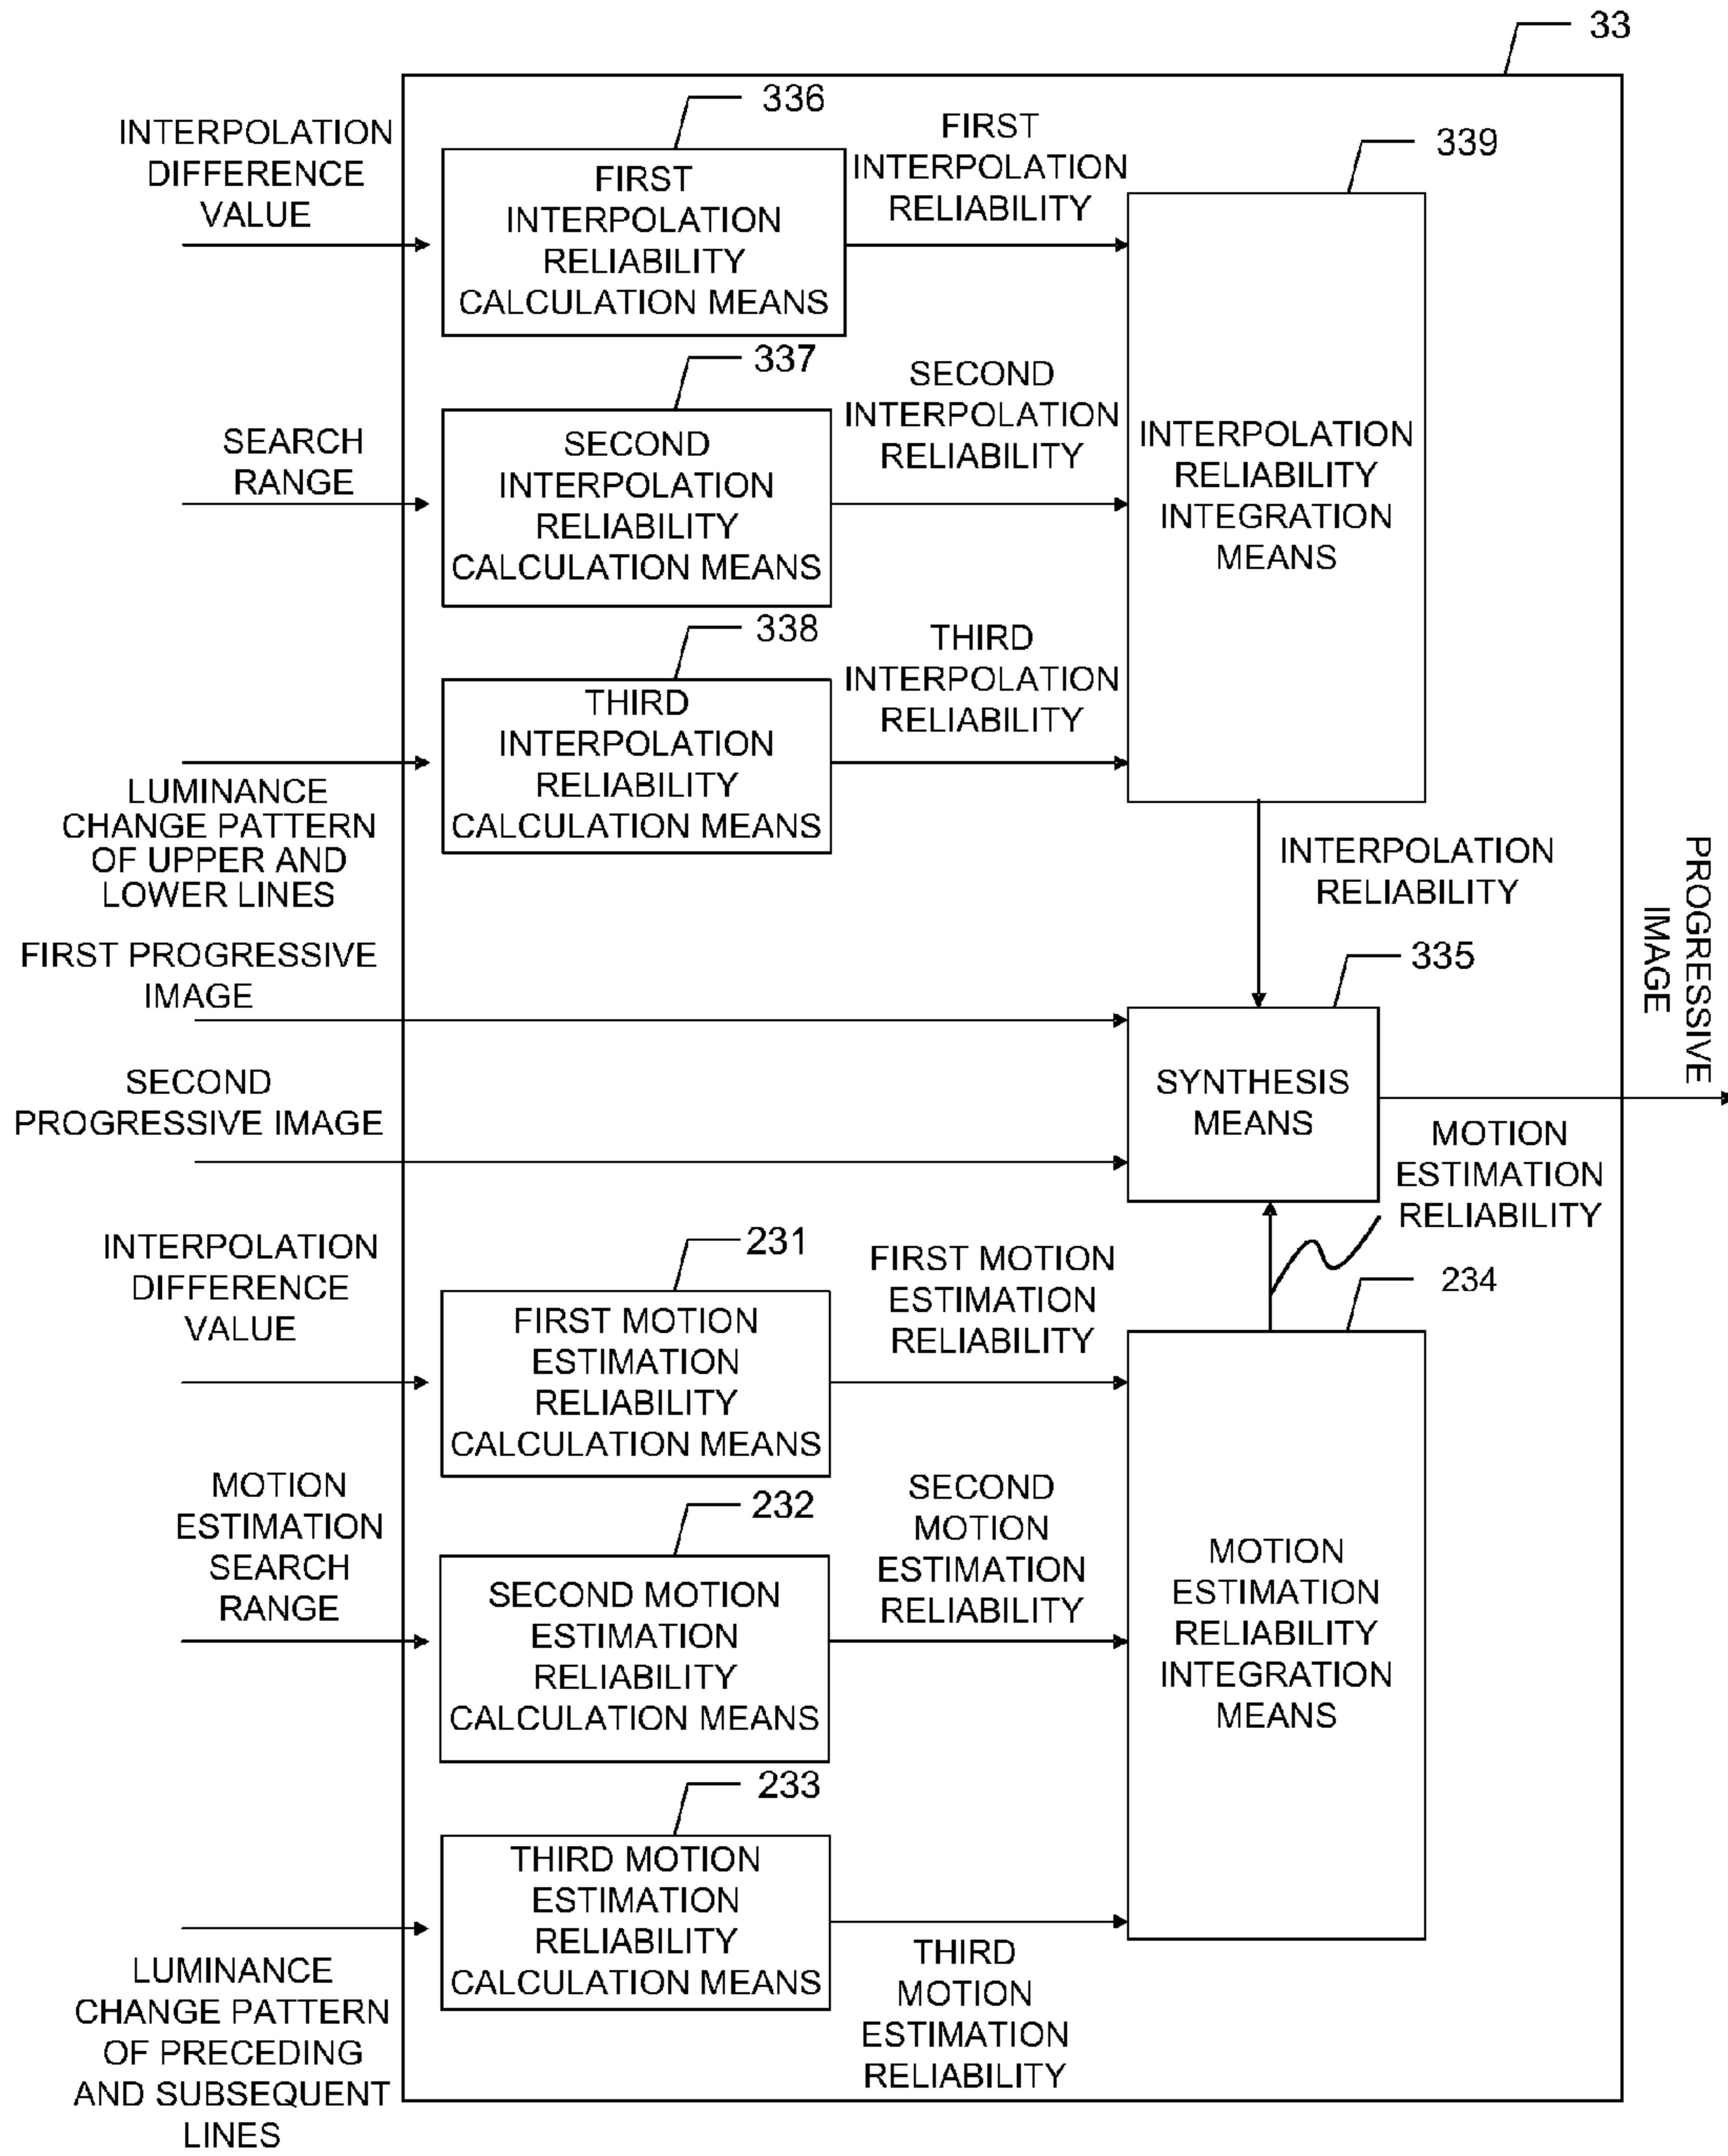 33
336
INTERPOLATION
DIFFERENCE
VALUE
FIRST
INTERPOLATION
RELIABILITY
CALCULATION MEANS
FIRST
INTERPOLATION
RELIABILITY
339
337
SEARCH
RANGE
SECOND
INTERPOLATION
RELIABILITY
CALCULATION MEANS
SECOND
INTERPOLATION
RELIABILITY
INTERPOLATION
RELIABILITY
INTEGRATION
MEANS
338
THIRD
INTERPOLATION
RELIABILITY
CALCULATION MEANS
THIRD
INTERPOLATION
RELIABILITY
LUMINANCE
CHANGE PATTERN
OF UPPER AND
LOWER LINES
INTERPOLATION
RELIABILITY
PROGRESSIVE
IMAGE
FIRST PROGRESSIVE
IMAGE
335
SECOND
PROGRESSIVE IMAGE
SYNTHESIS
MEANS
MOTION
ESTIMATION
RELIABILITY
231
INTERPOLATION
DIFFERENCE
VALUE
FIRST MOTION
ESTIMATION
RELIABILITY
CALCULATION MEANS
FIRST MOTION
ESTIMATION
RELIABILITY
234
232
MOTION
ESTIMATION
SEARCH
RANGE
SECOND MOTION
ESTIMATION
RELIABILITY
CALCULATION MEANS
SECOND
MOTION
ESTIMATION
RELIABILITY
MOTION
ESTIMATION
RELIABILITY
INTEGRATION
MEANS
233
THIRD MOTION
ESTIMATION
RELIABILITY
CALCULATION MEANS
THIRD
MOTION
ESTIMATION
RELIABILITY
LUMINANCE
CHANGE PATTERN
OF PRECEDING
AND SUBSEQUENT
LINES